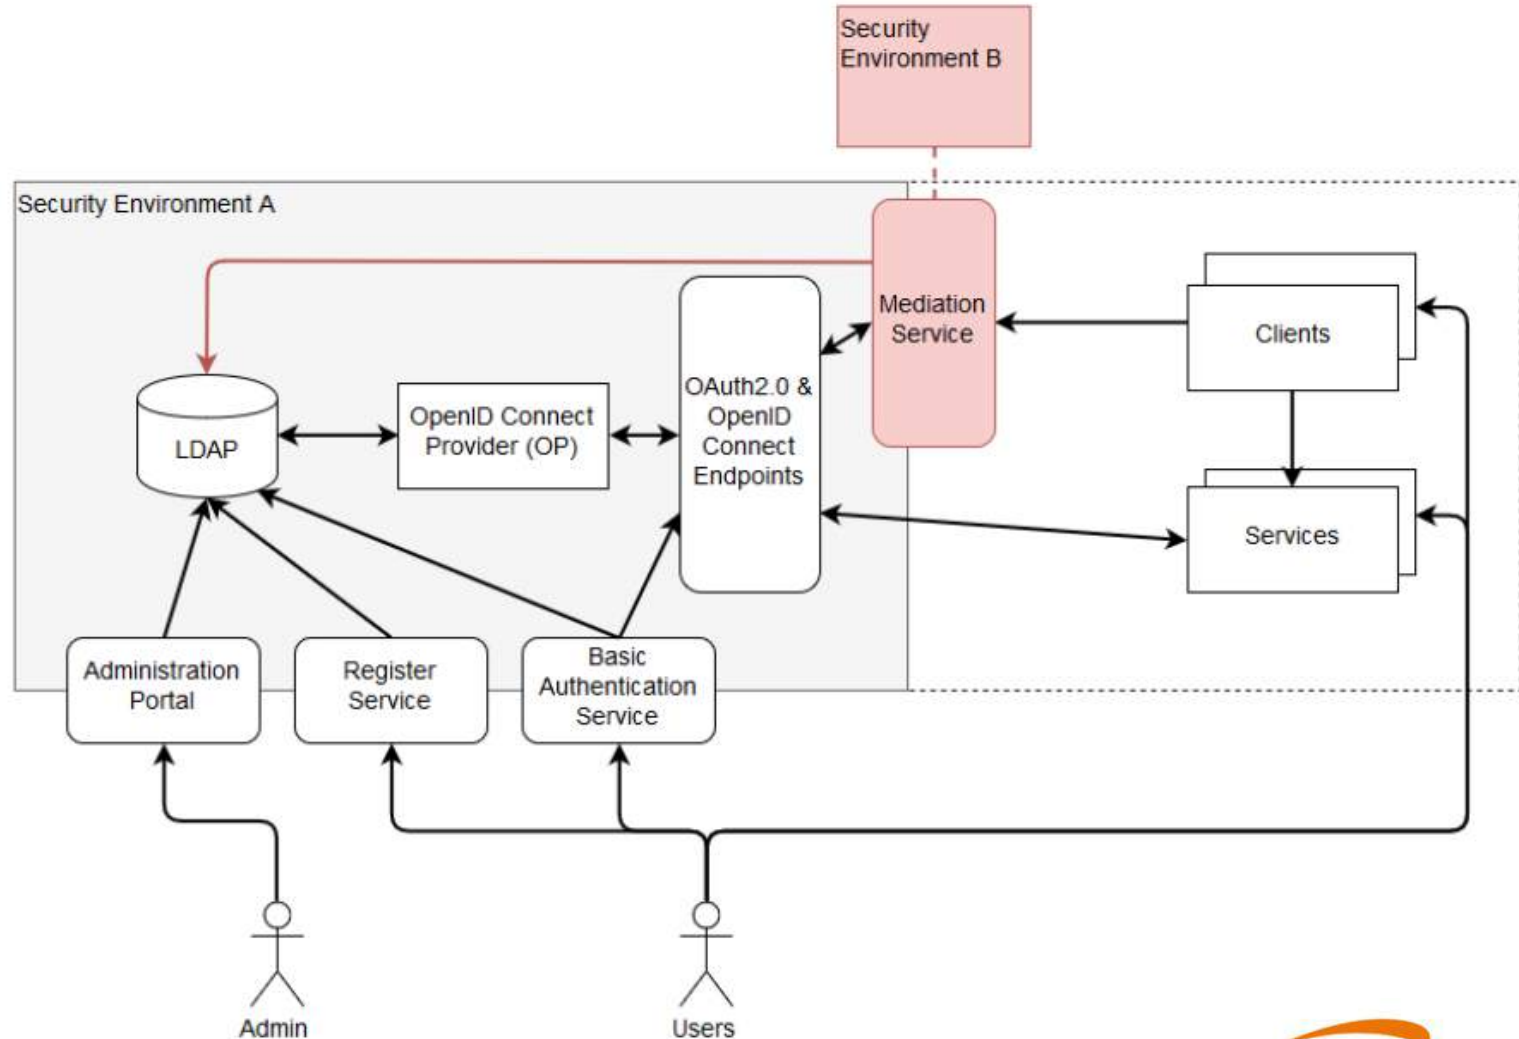 Security
Environment B
Security Environment A
Mediation
Service
Clients
OAuth2.0 &
OpenID
Connect
Endpoints
OpenID Connect
Provider (OP)
LDAP
Services
Administration
Portal
Register
Service
Basic
Authentication
Service
Admin
Users